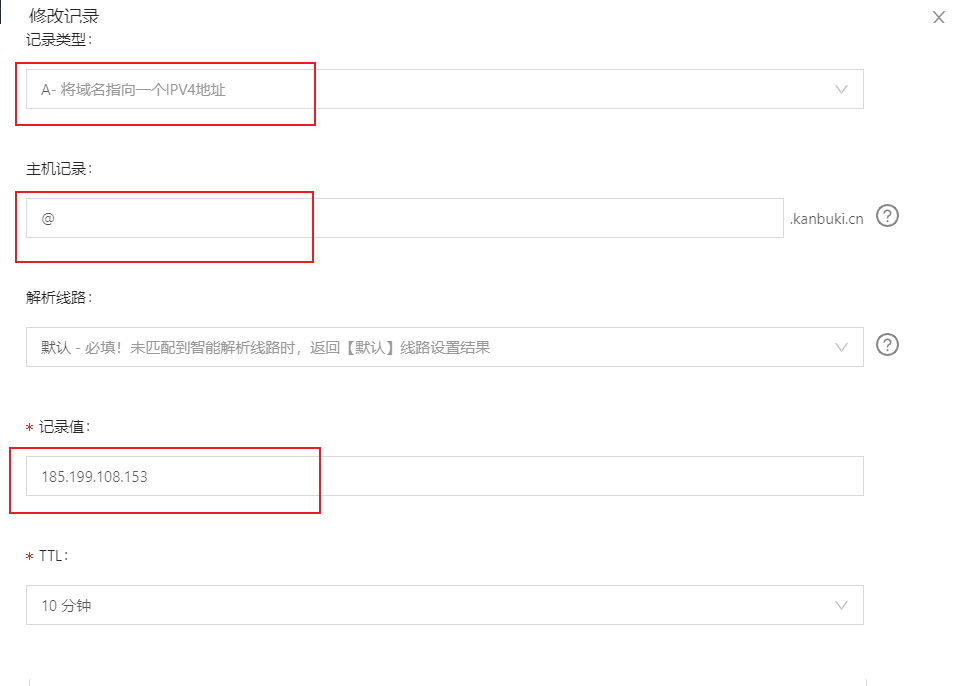 修改记录
记录类型：
A- 将域名指向一个IPV4地址
主机记录：
@ .kanbuki.cn ?
解析线路：
默认 - 必填！未匹配到智能解析线路时，返回【默认】线路设置结果 ?
* 记录值：
185.199.108.153
* TTL：
10 分钟